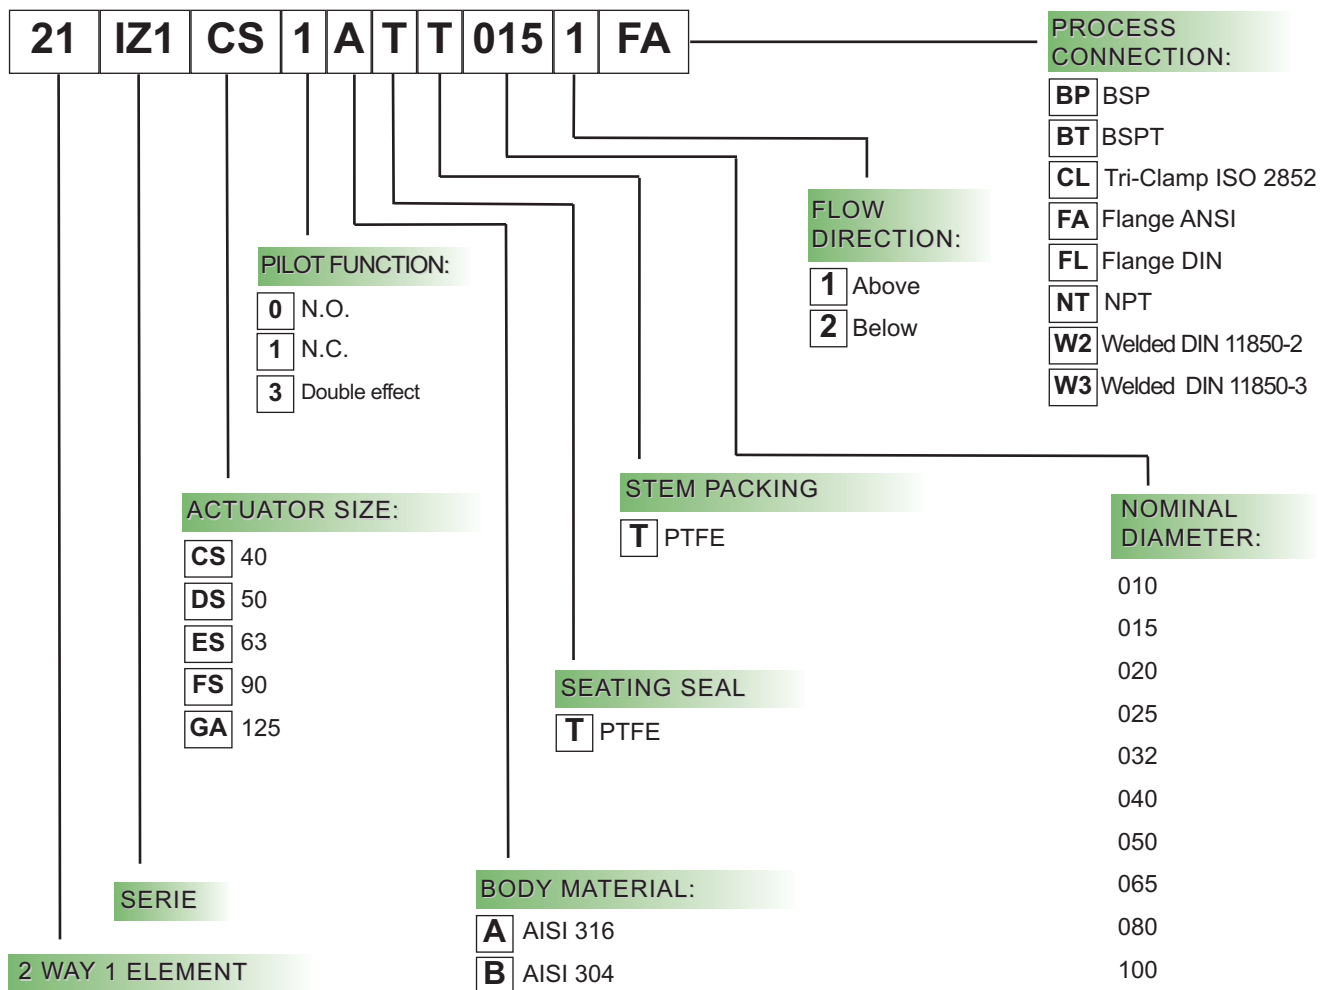 21 IZ1 CS 1 A T T 015 1 FA
PROCESS
CONNECTION:
BP BSP
BT BSPT
CL Tri-Clamp ISO 2852
FA Flange ANSI
FL Flange DIN
NT NPT
W2 Welded DIN 11850-2
W3 Welded DIN 11850-3
FLOW
DIRECTION:
1 Above
2 Below
PILOT FUNCTION:
0 N.O.
1 N.C.
3 Double effect
ACTUATOR SIZE:
CS 40
DS 50
ES 63
FS 90
GA 125
STEM PACKING
T PTFE
NOMINAL
DIAMETER:
010
015
020
025
032
040
050
065
080
100
SEATING SEAL
T PTFE
SERIE
BODY MATERIAL:
A AISI 316
B AISI 304
2 WAY 1 ELEMENT